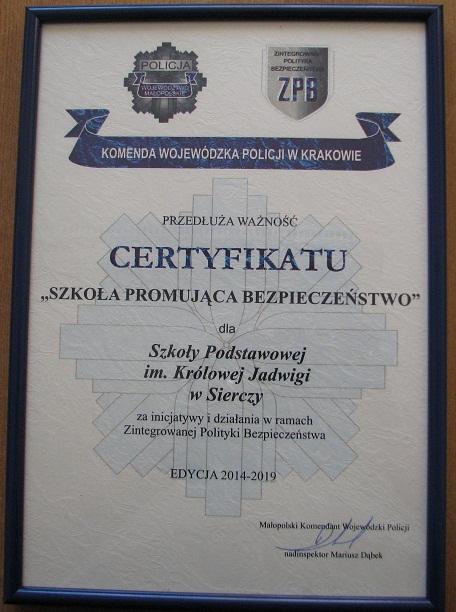 POLICJA
WOJEWÓDZTWO
MAŁOPOLSKIE
ZINTEGROWANA
POLITYKA
BEZPIECZEŃSTWA
ZPB
KOMENDA WOJEWÓDZKA POLICJI W KRAKOWIE
PRZEDŁUŻA WAŻNOŚĆ
CERTYFIKATU
„SZKOŁA PROMUJĄCA BEZPIECZEŃSTWO”
dla
Szkoły Podstawowej
im. Królowej Jadwigi
w Sierczy
za inicjatywy i działania w ramach
Zintegrowanej Polityki Bezpieczeństwa
EDYCJA 2014-2019
Małopolski Komendant Wojewódzki Policji
nadinspektor Mariusz Dąbek